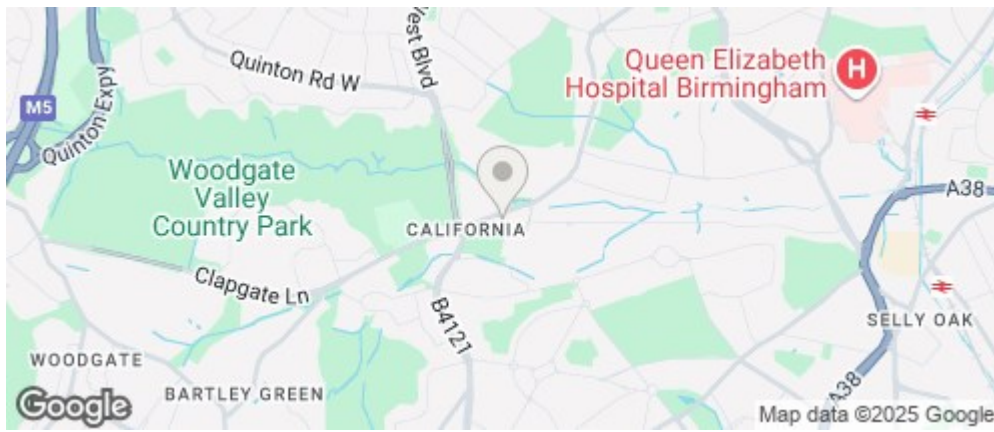 West Blvd
Quinton Rd W
Queen Elizabeth
Hospital Birmingham
H
M5
Quinton Expy
Woodgate
Valley
Country Park
A38
CALIFORNIA
Clapgate Ln
B4121
SELLY OAK
WOODGATE
BARTLEY GREEN
A38
Google
Map data ©2025 Google